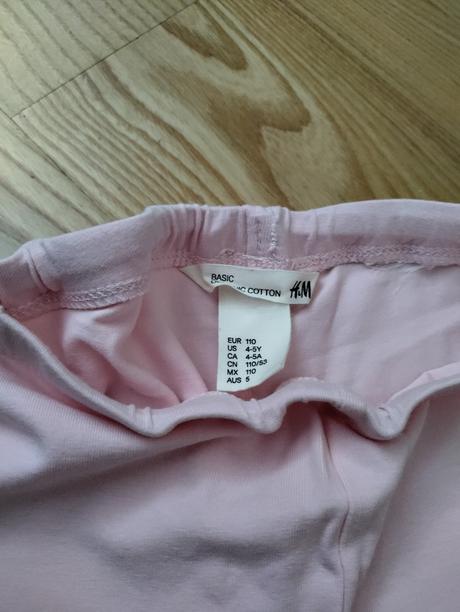 BASIC
COTTON
H&M
EUR 110
US 4-5Y
CA 4-5A
CN 110/53
MX 110
AUS 5